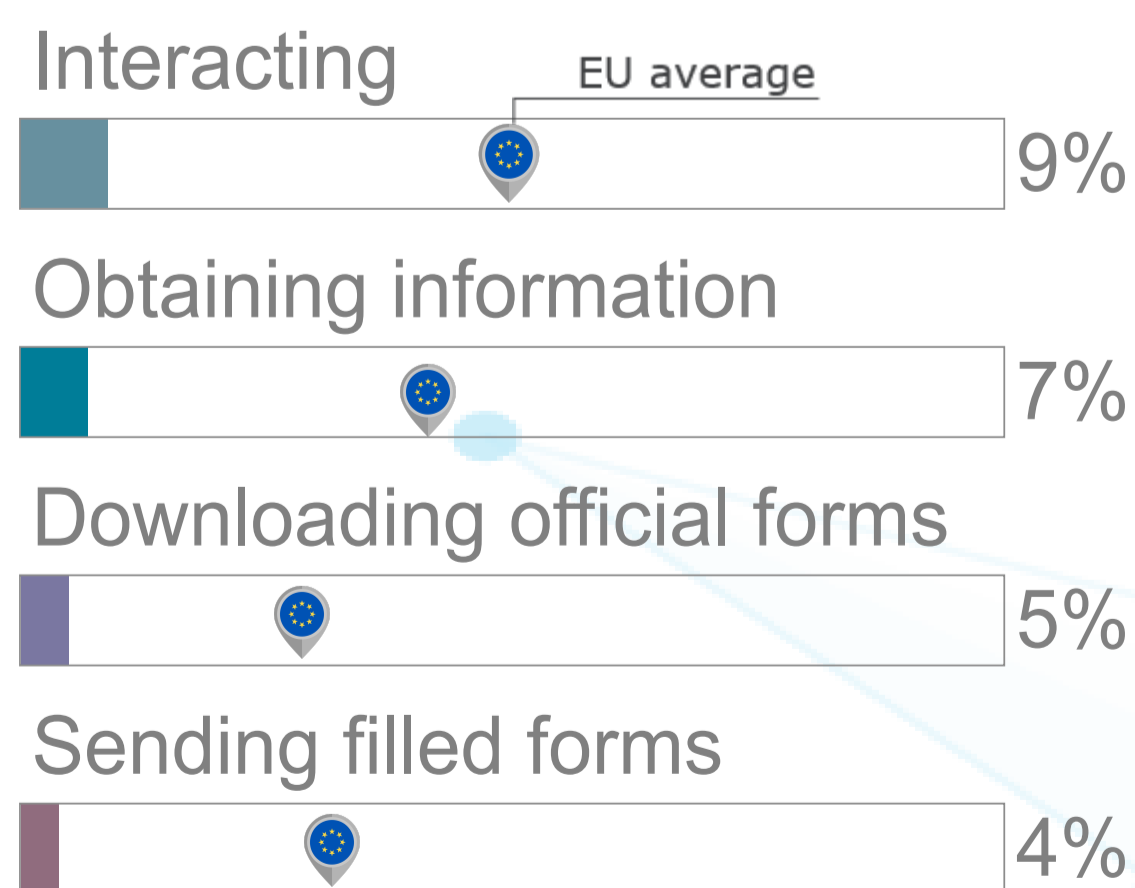 Interacting
EU average
9%
Obtaining information
7%
Downloading official forms
5%
Sending filled forms
4%